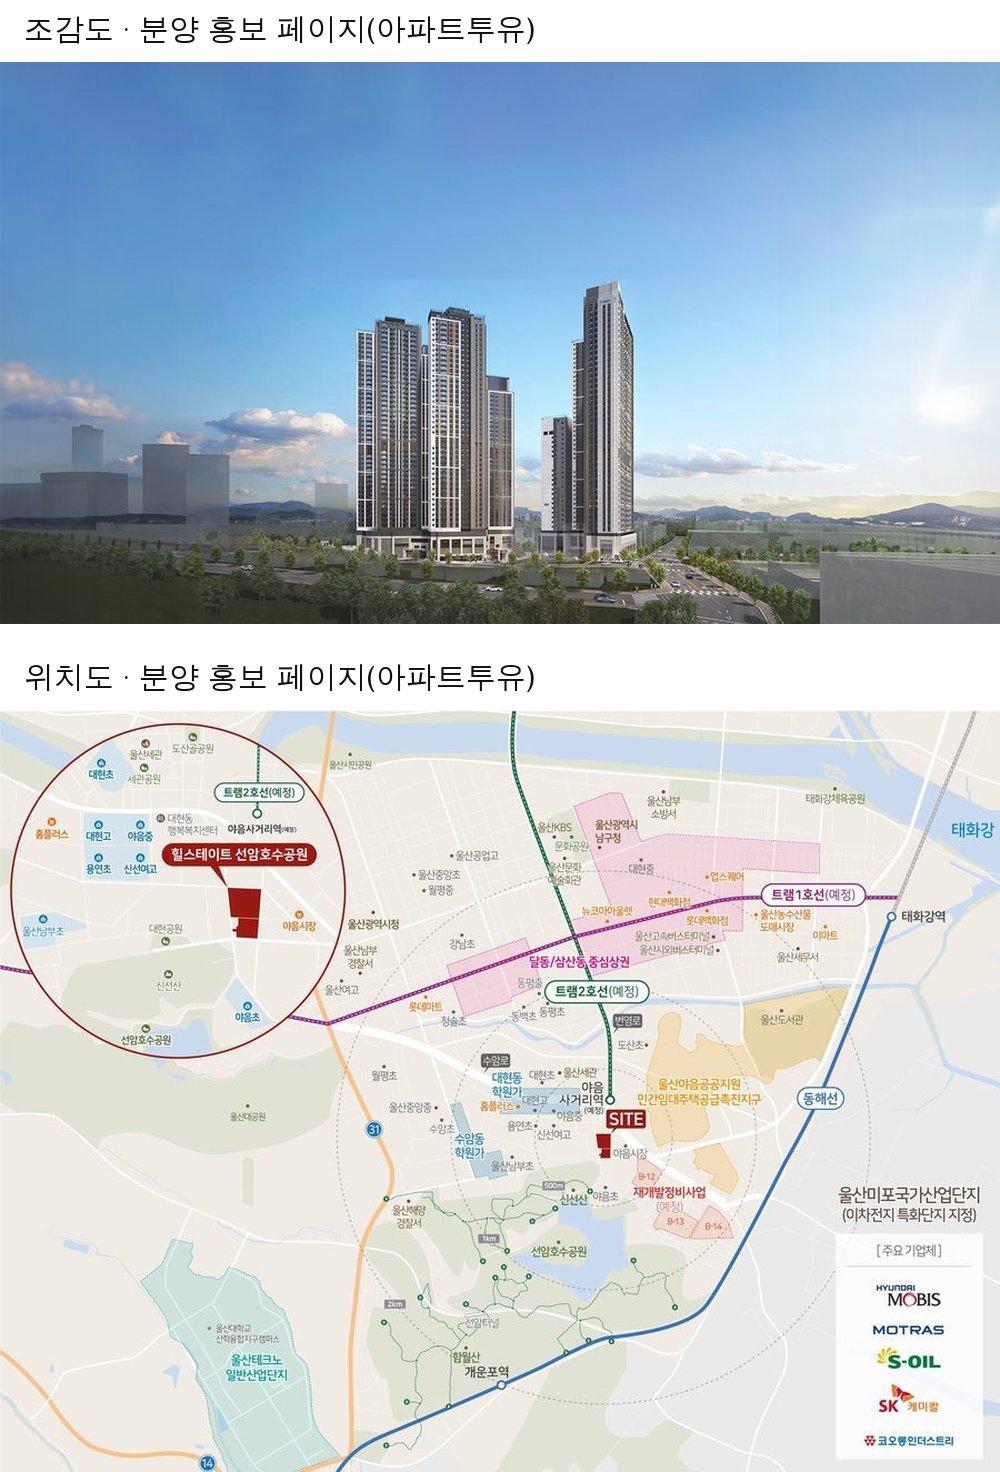 조감도 · 분양 홍보 페이지(아파트투유)
위치도 · 분양 홍보 페이지(아파트투유)
울산세관
도산골공원
대현초
세관공원
트램2호선(예정)
홈플러스
대현고
야음중
대현동
행복복지센터
야음사거리역(예정)
힐스테이트 선암호수공원
용연초
신선여고
울산남부초
대현공원
야음시장
신선산
야음초
선암호수공원
울산시민공원
울산남부
소방서
태화강체육공원
태화강
울산KBS
문화공원
울산광역시
남구청
울산공업고
울산중앙초
월평중
울산문화
예술회관
대현중
업스퀘어
트램1호선(예정)
태화강역
현대백화점
뉴코아아울렛
롯데백화점
울산농수산물
도매시장
이마트
울산광역시청
강남초
울산고속버스터미널
울산시외버스터미널
울산세무서
울산남부
경찰서
달동/삼산동 중심상권
울산여고
동평중
트램2호선(예정)
롯데마트
청솔초
동백초
동평초
번영로
도산초
울산도서관
수암로
월평초
대현동
학원가
대현초
울산세관
야음
사거리역
(예정)
울산야음공공지원
민간임대주택공급촉진지구
동해선
홈플러스
대현고
야음중
SITE
울산대공원
울산중앙중
수암초
용연초
신선여고
31
수암동
학원가
울산남부초
야음시장
B-12
재개발정비사업
(예정)
B-13
B-14
500m
신선산
야음초
울산해양
경찰서
1km
선암호수공원
울산미포국가산업단지
(이차전지 특화단지 지정)
[ 주요 기업체 ]
HYUNDAI
MOBIS
MOTRAS
S-OIL
SK 케미칼
코오롱인더스트리
2km
선암터널
울산대학교
산학융합지구캠퍼스
울산테크노
일반산업단지
함월산
개운포역
14